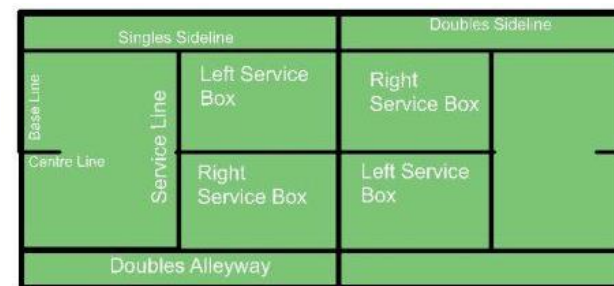 Singles Sideline
Doubles Sideline
Base Line
Left Service
Box
Right
Service Box
Service Line
Centre Line
Right
Service Box
Left Service
Box
Doubles Alleyway